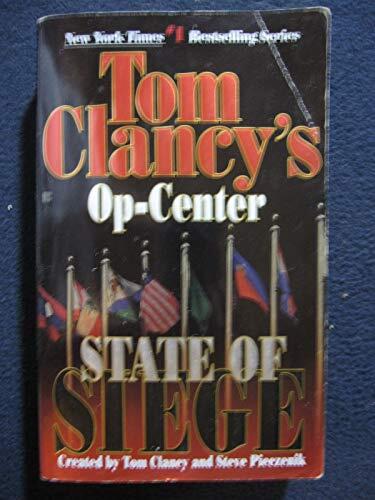 New York Times #1 Bestselling Series
Tom
Clancy's
Op-Center
STATE OF
SIEGE
Created by Tom Clancy and Steve Pieczenik